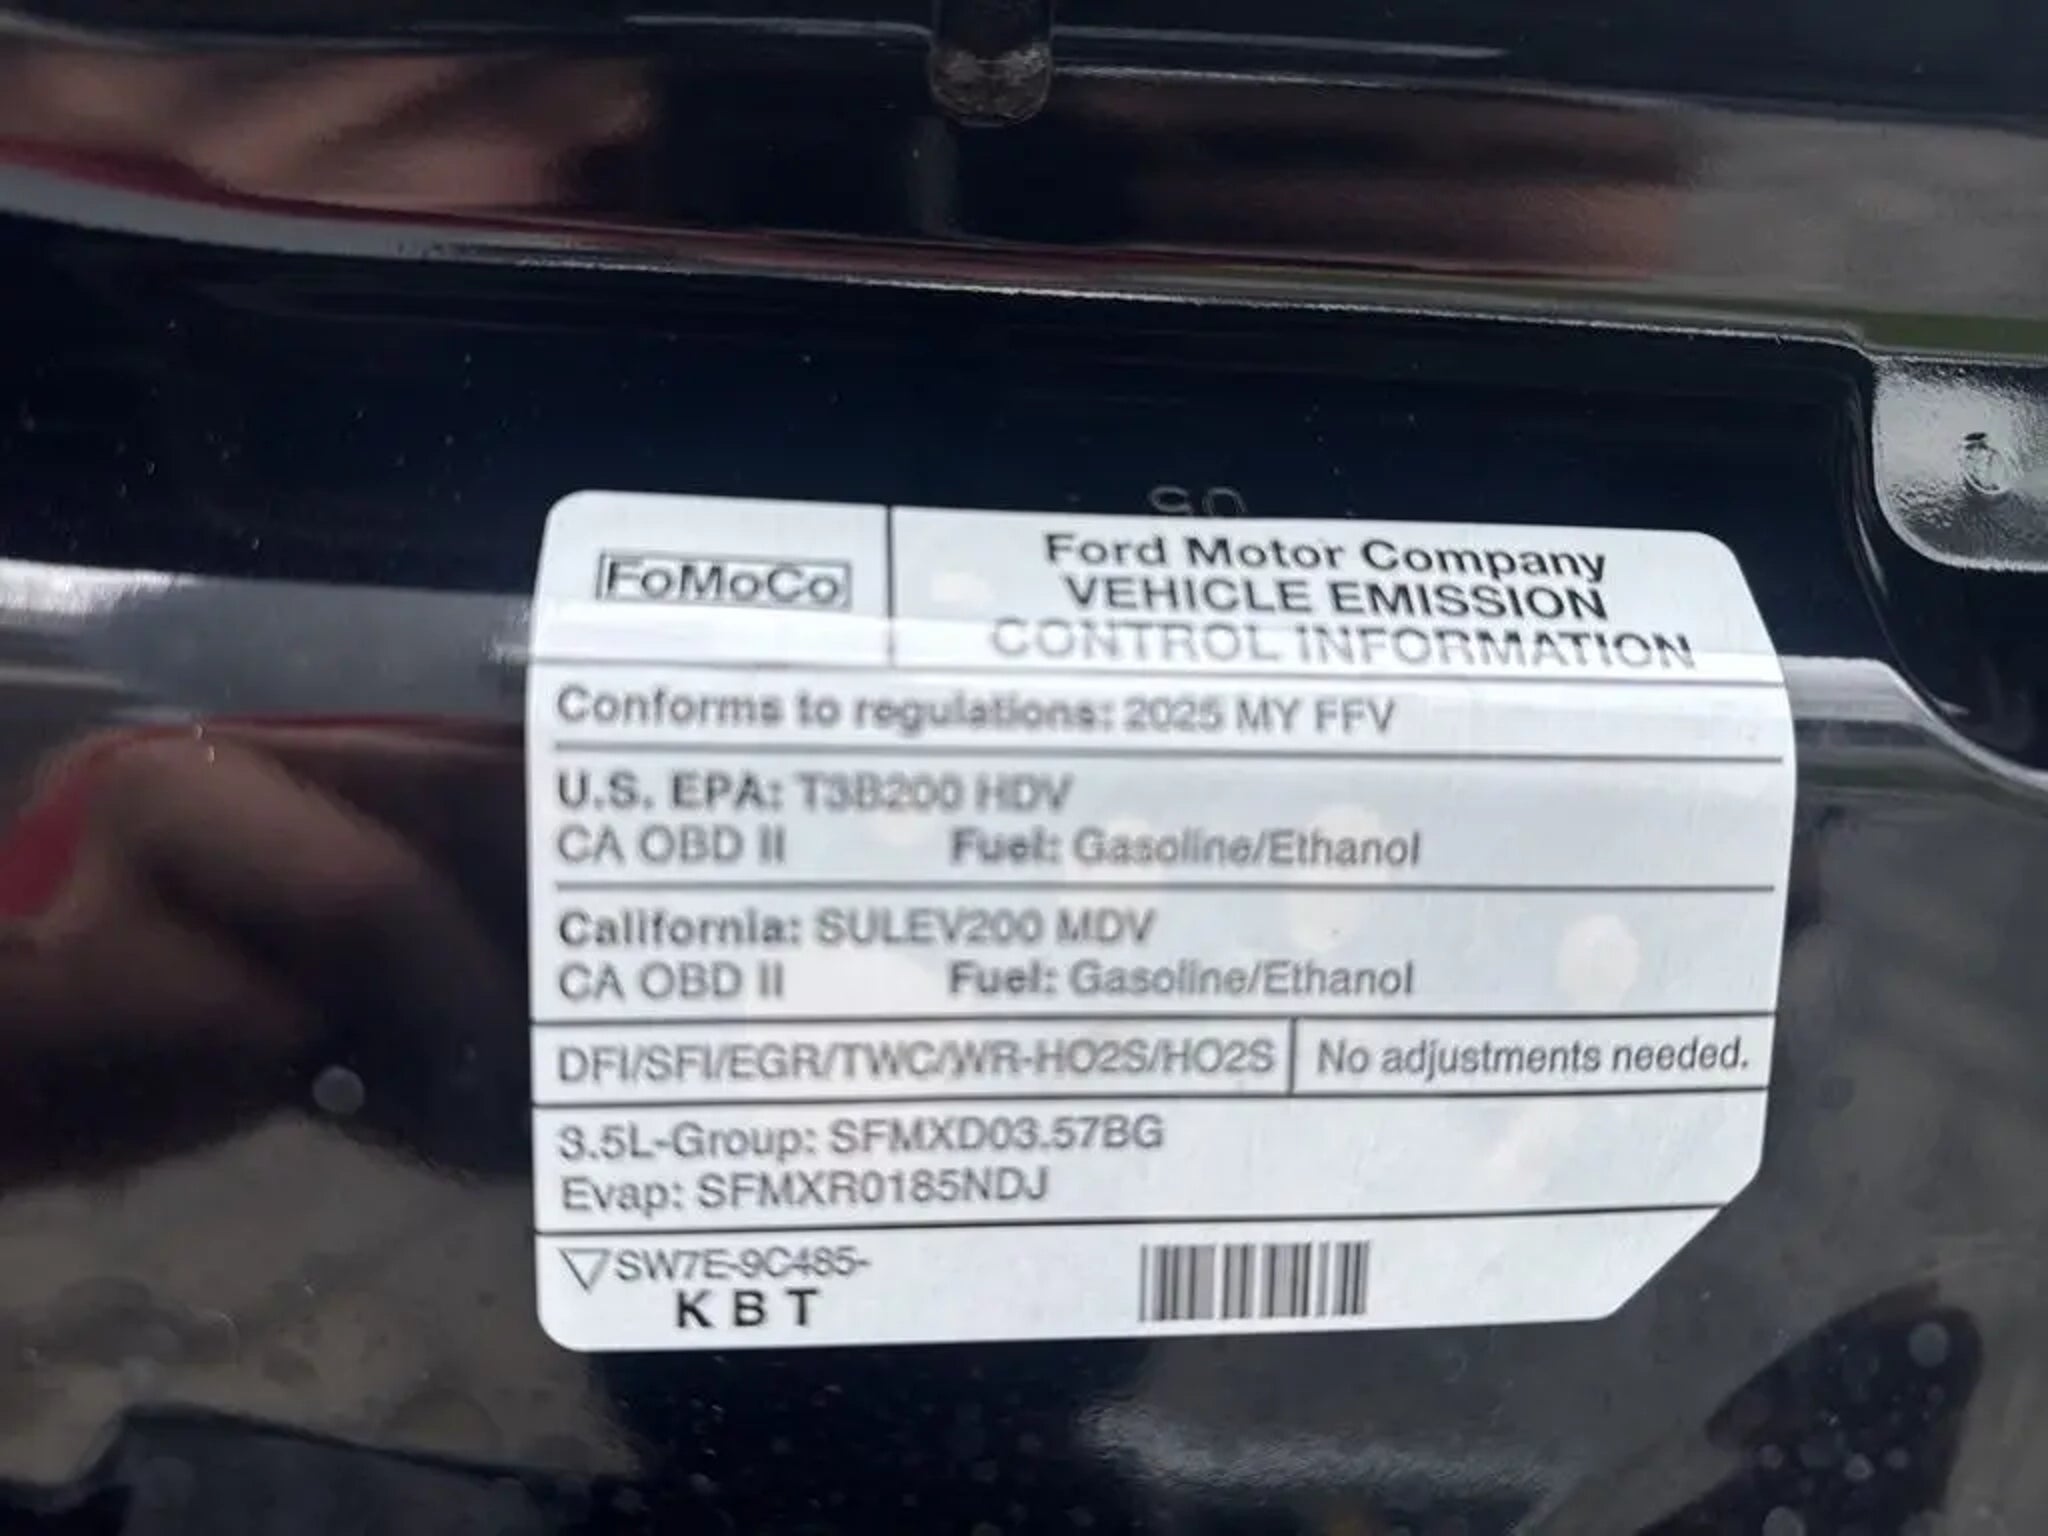 FoMoCo
Ford Motor Company
VEHICLE EMISSION
CONTROL INFORMATION
Conforms to regulations: 2025 MY FFV
U.S. EPA: T3B200 HDV
CA OBD II Fuel: Gasoline/Ethanol
California: SULEV200 MDV
CA OBD II Fuel: Gasoline/Ethanol
DFI/SFI/EGR/TWC/WR-HO2S/HO2S
No adjustments needed.
3.5L-Group: SFMXD03.57BG
Evap: SFMXR0185NDJ
SW7E-9C485-
K B T